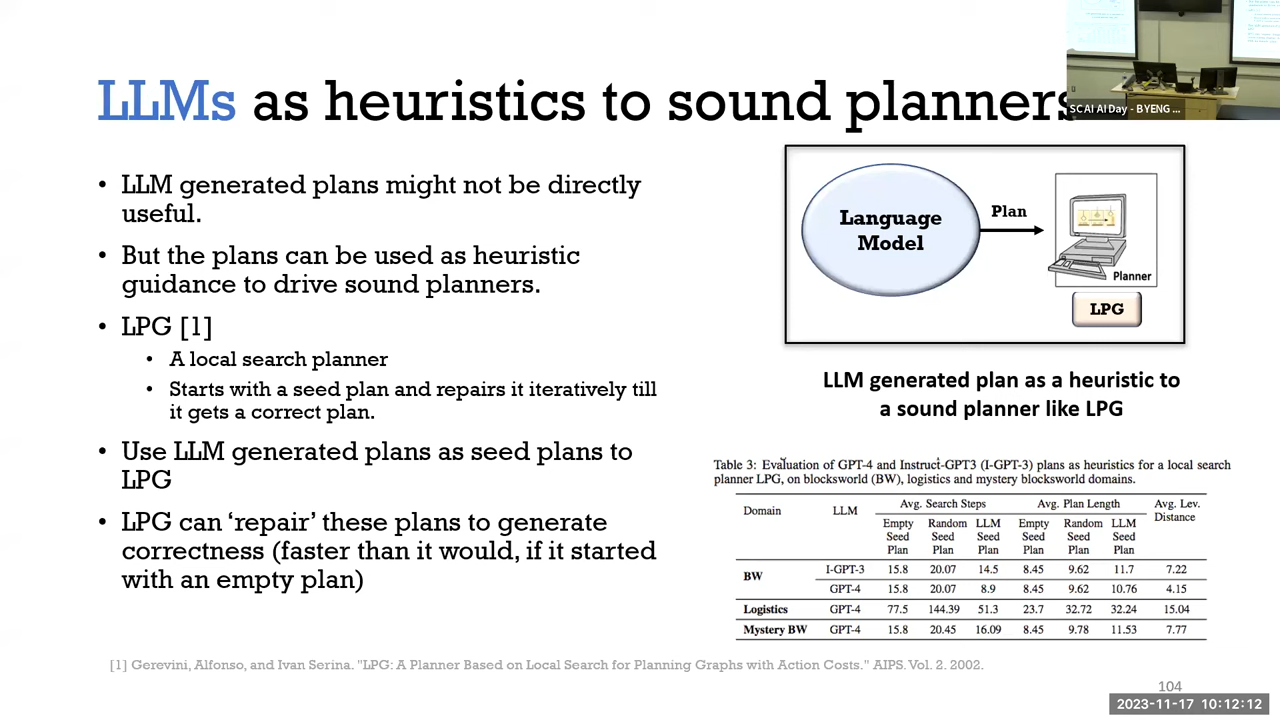 LLMs as heuristics to sound planners
SCAI AI Day - BYENG ...
• LLM generated plans might not be directly
useful.
• But the plans can be used as heuristic
guidance to drive sound planners.
• LPG [1]
• A local search planner
• Starts with a seed plan and repairs it iteratively till
it gets a correct plan.
• Use LLM generated plans as seed plans to
LPG
• LPG can ‘repair’ these plans to generate
correctness (faster than it would, if it started
with an empty plan)
Language
Model
Plan
Planner
LPG
LLM generated plan as a heuristic to
a sound planner like LPG
Table 3: Evaluation of GPT-4 and Instruct-GPT3 (I-GPT-3) plans as heuristics for a local search
planner LPG, on blocksworld (BW), logistics and mystery blocksworld domains.
Domain LLM Avg. Search Steps Avg. Plan Length Avg. Lev. Distance
Empty Seed Plan Random Seed Plan LLM Seed Plan Empty Seed Plan Random Seed Plan LLM Seed Plan
BW I-GPT-3 15.8 20.07 14.5 8.45 9.62 11.7 7.22
GPT-4 15.8 20.07 8.9 8.45 9.62 10.76 4.15
Logistics GPT-4 77.5 144.39 51.3 23.7 32.72 32.24 15.04
Mystery BW GPT-4 15.8 20.45 16.09 8.45 9.78 11.53 7.77
[1] Gerevini, Alfonso, and Ivan Serina. "LPG: A Planner Based on Local Search for Planning Graphs with Action Costs." AIPS. Vol. 2. 2002.
104
2023-11-17 10:12:12